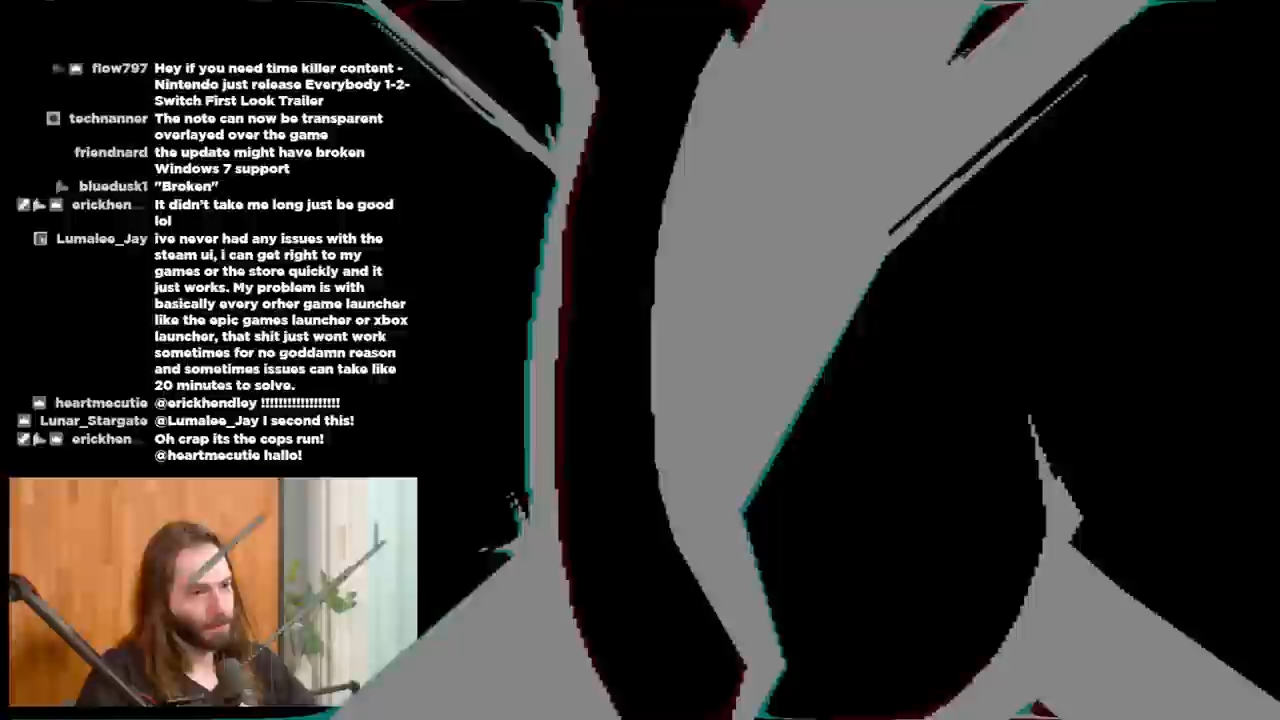 flow797 Hey if you need time killer content -
Nintendo just release Everybody 1-2-
Switch First Look Trailer
technanner The note can now be transparent
overlayed over the game
friendnard the update might have broken
Windows 7 support
bluedusk1 "Broken"
erickhen... It didn't take me long just be good
lol
Lumalee_Jay ive never had any issues with the
steam ui, i can get right to my
games or the store quickly and it
just works. My problem is with
basically every orher game launcher
like the epic games launcher or xbox
launcher, that shit just wont work
sometimes for no goddamn reason
and sometimes issues can take like
20 minutes to solve.
heartmecutie @erickhendley !!!!!!!!!!!!!!!!!!
Lunar_Stargate @Lumalee_Jay I second this!
erickhen... Oh crap its the cops run!
@heartmecutie hallo!